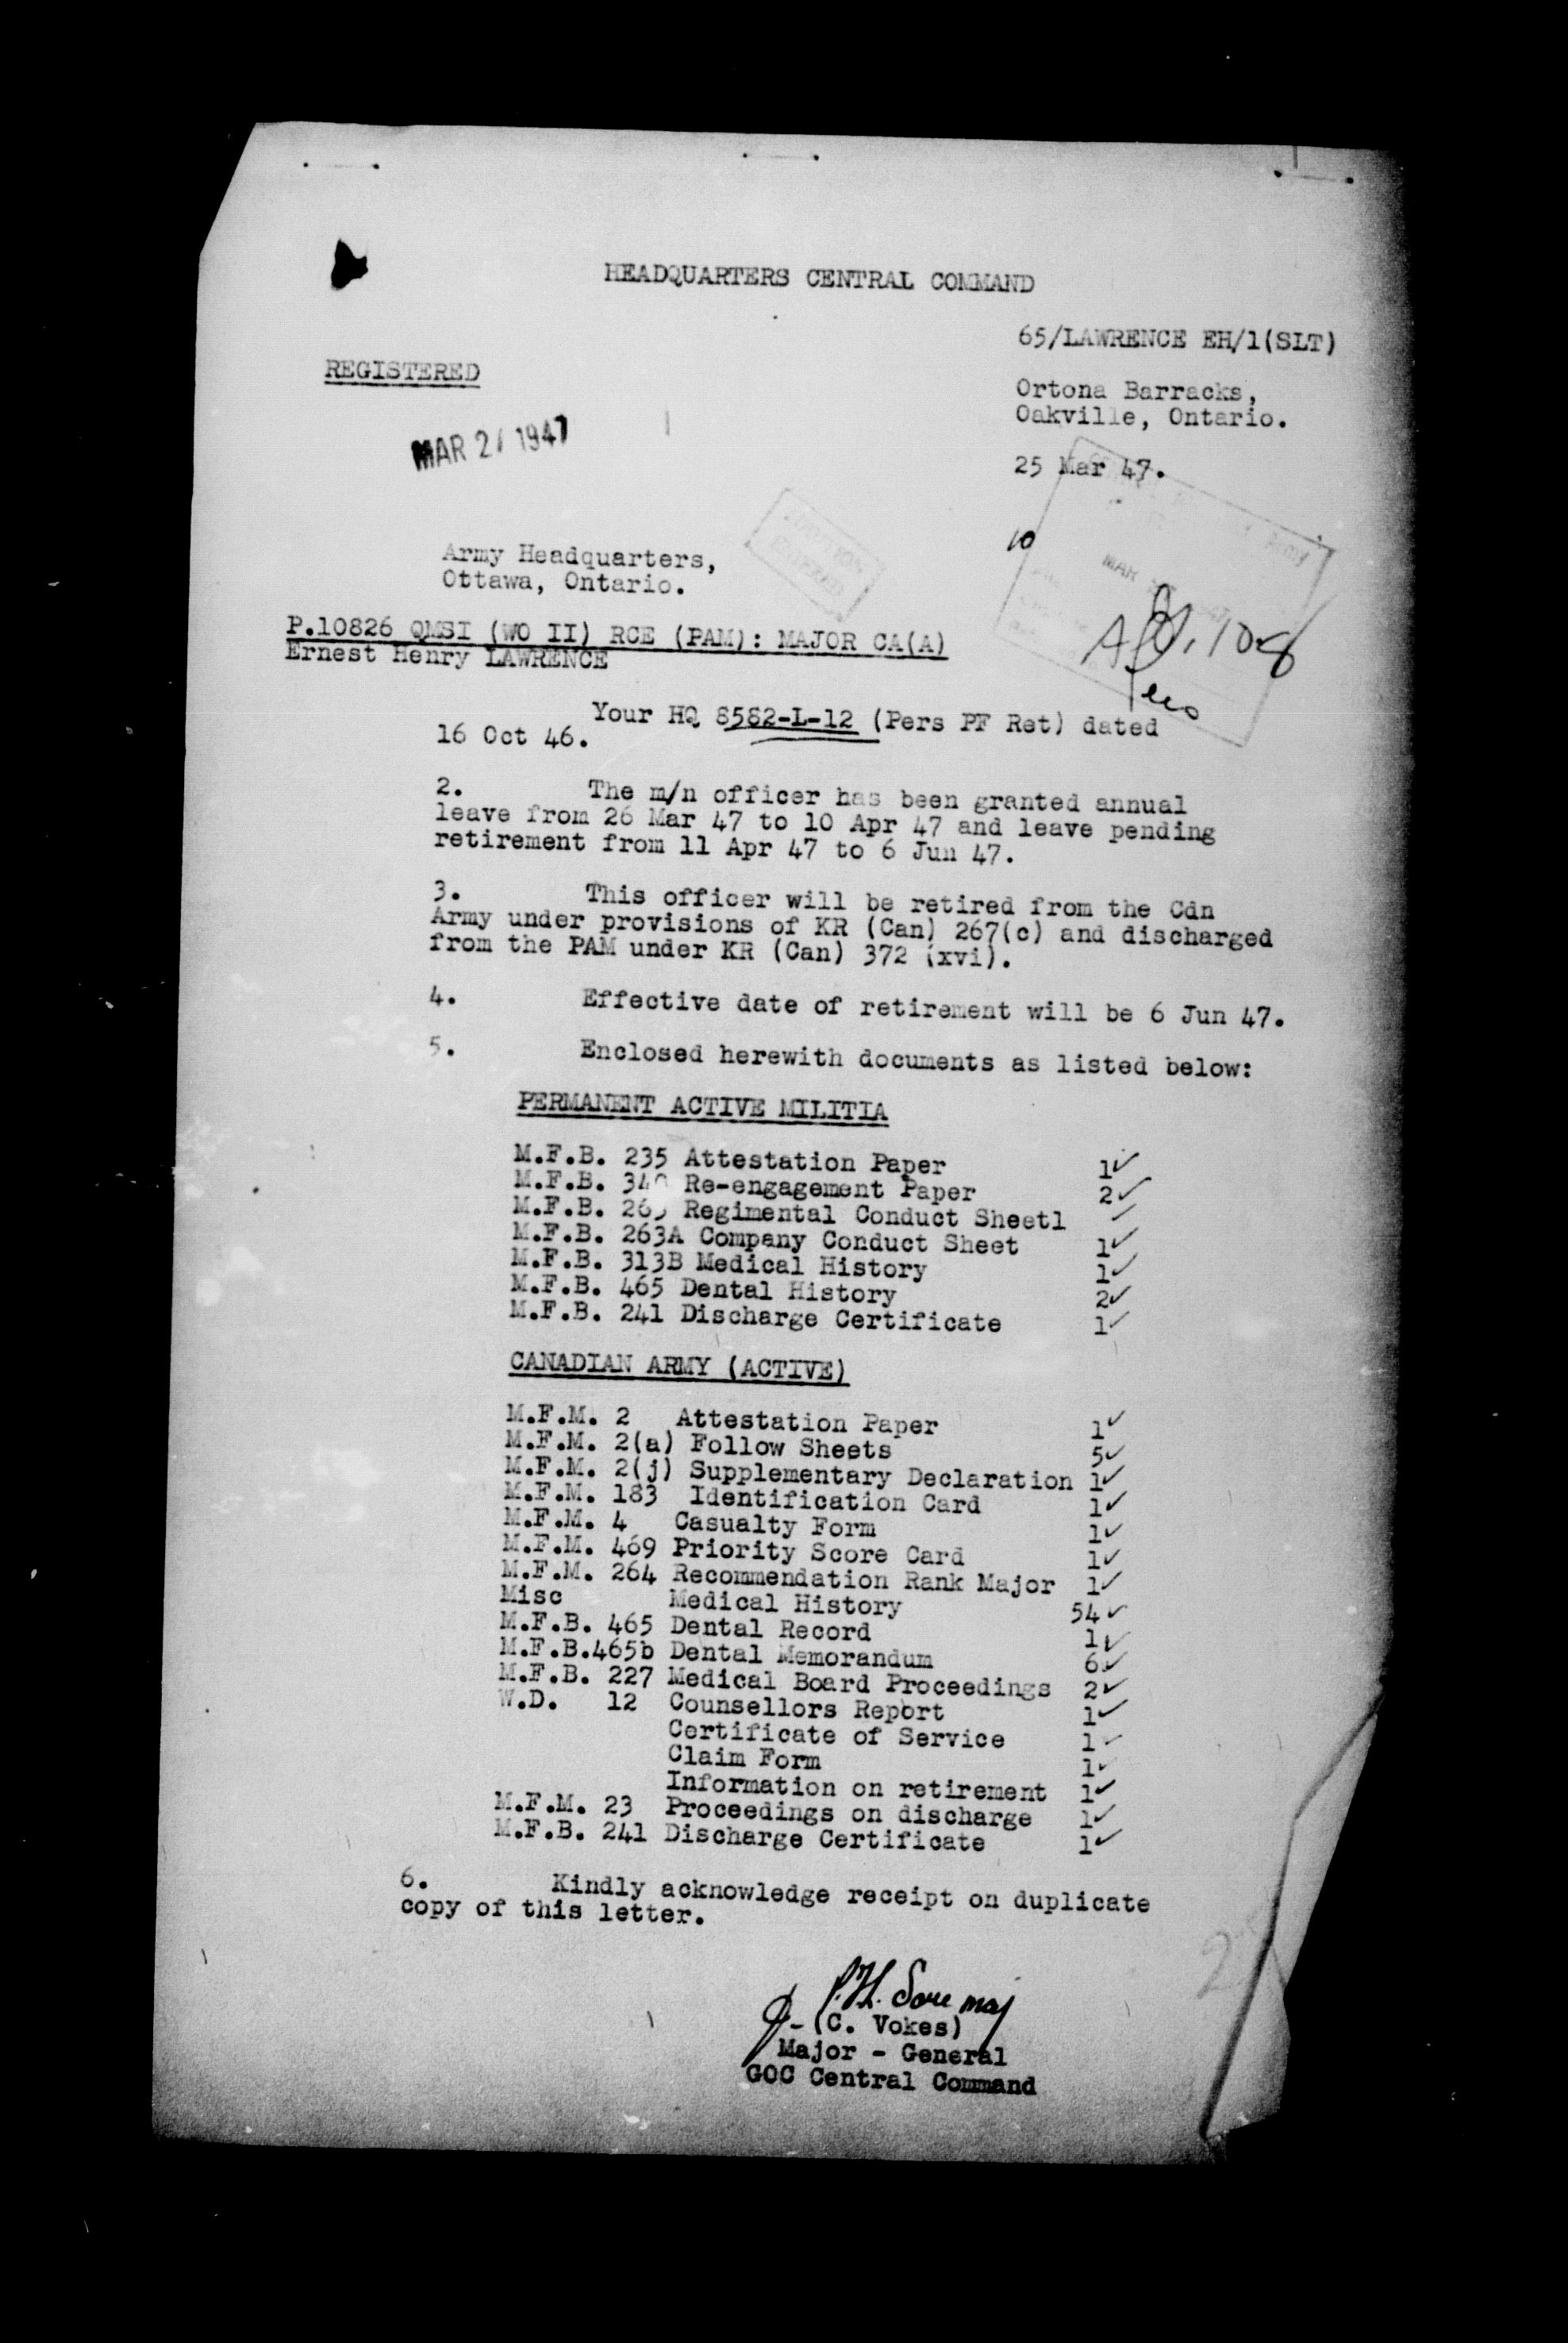 HEADQUARTERS CENTRAL COMMAND
65/LAWRENCE EH/1(SLT)
REGISTERED
Ortona Barracks,
Oakville, Ontario.
MAR 1947
25 Mar 47.
10
Army Headquarters,
Ottawa, Ontario.
MAR
P.10826 QMSI (WO II) RCE (PAM): MAJOR CA(A)
Ernest Henry LAWRENCE
Your HQ 8582-L-12 (Pers PF Ret) dated
16 Oct 46.
2. The m/n officer has been granted annual
leave from 26 Mar 47 to 10 Apr 47 and leave pending
retirement from 11 Apr 47 to 6 Jun 47.
3. This officer will be retired from the Cdn
Army under provisions of KR (Can) 267(c) and discharged
from the PAM under KR (Can) 372 (xvi).
4. Effective date of retirement will be 6 Jun 47.
5. Enclosed herewith documents as listed below:
PERMANENT ACTIVE MILITIA
M.F.B. 235 Attestation Paper 1✓
M.F.B. Re-engagement Paper 2✓
M.F.B. Regimental Conduct Sheet1 ✓
M.F.B. 263A Company Conduct Sheet 1✓
M.F.B. 313B Medical History 1✓
M.F.B. 465 Dental History 2✓
M.F.B. 241 Discharge Certificate 1✓
CANADIAN ARMY (ACTIVE)
M.F.M. 2 Attestation Paper 1✓
M.F.M. 2(a) Follow Sheets 5✓
M.F.M. 2(j) Supplementary Declaration 1✓
M.F.M. 183 Identification Card 1✓
M.F.M. 4 Casualty Form 1✓
M.F.M. 469 Priority Score Card 1✓
M.F.M. 264 Recommendation Rank Major 1✓
Misc Medical History 54✓
M.F.B. 465 Dental Record 1✓
M.F.B.465b Dental Memorandum 6✓
M.F.B. 227 Medical Board Proceedings 2✓
W.D. 12 Counsellors Report 1✓
Certificate of Service 1✓
Claim Form 1✓
Information on retirement 1✓
M.F.M. 23 Proceedings on discharge 1✓
M.F.B. 241 Discharge Certificate 1✓
6. Kindly acknowledge receipt on duplicate
copy of this letter.
(C. Vokes)
Major - General
GOC Central Command